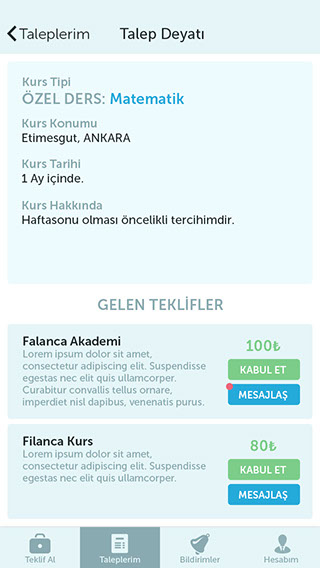 Taleplerim
Talep Deyatı
Kurs Tipi
ÖZEL DERS: Matematik
Kurs Konumu
Etimesgut, ANKARA
Kurs Tarihi
1 Ay içinde.
Kurs Hakkında
Haftasonu olması öncelikli tercihimdir.
GELEN TEKLİFLER
Falanca Akademi
Lorem ipsum dolor sit amet,
consectetur adipiscing elit. Suspendisse
egestas nec elit quis ullamcorper.
Curabitur convallis tellus ornare,
imperdiet nisl dapibus, venenatis purus.
100₺
KABUL ET
MESAJLAŞ
Filanca Kurs
Lorem ipsum dolor sit amet,
consectetur adipiscing elit. Suspendisse
egestas nec elit quis ullamcorper.
80₺
KABUL ET
MESAJLAŞ
Teklif Al
Taleplerim
Bildirimler
Hesabım